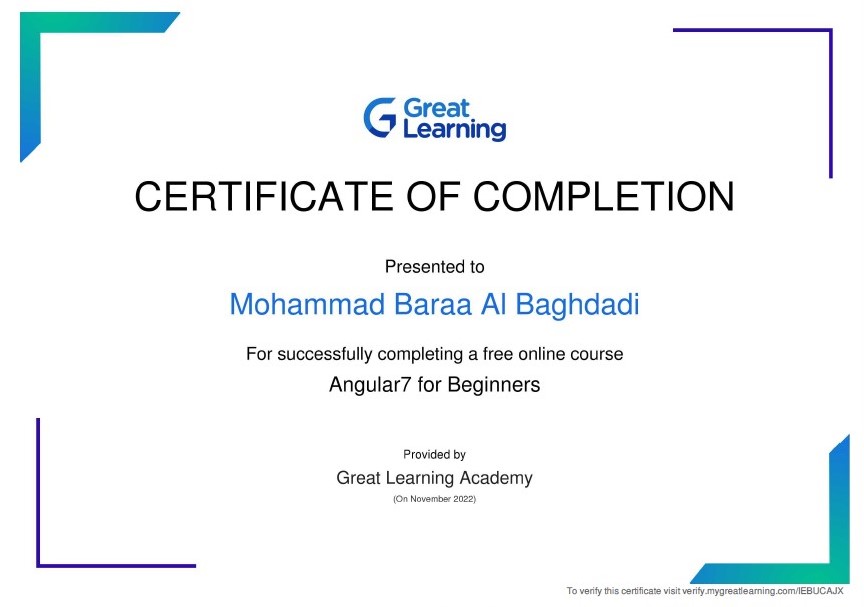 Great
Learning
CERTIFICATE OF COMPLETION
Presented to
Mohammad Baraa Al Baghdadi
For successfully completing a free online course
Angular7 for Beginners
Provided by
Great Learning Academy
(On November 2022)
To verify this certificate visit verify.mygreatlearning.com/IEBUCAJX